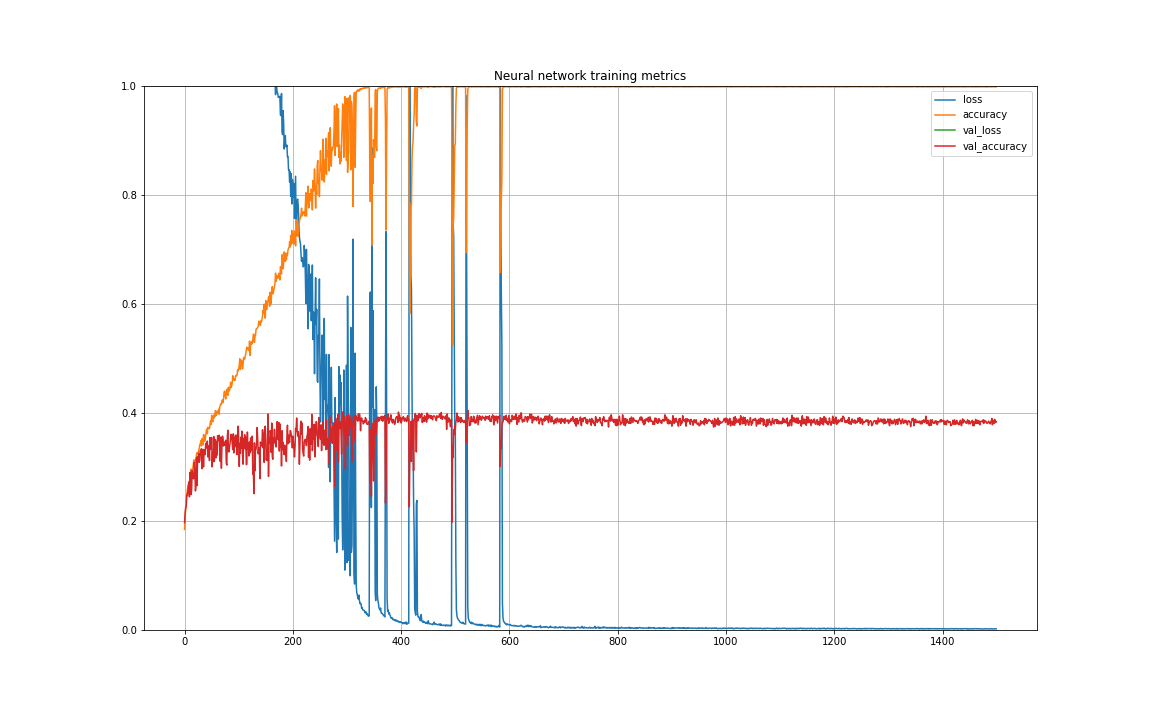 Neural network training metrics
1.0
0.8
0.6
0.4
0.2
0.0
loss
accuracy
val_loss
val_accuracy
0 200 400 600 800 1000 1200 1400